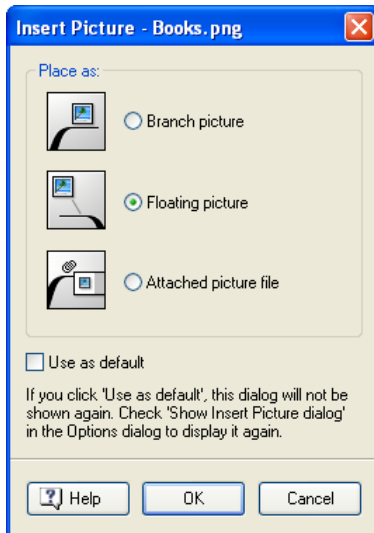 Insert Picture - Books.png
Place as:
Branch picture
Floating picture
Attached picture file
Use as default
If you click 'Use as default', this dialog will not be
shown again. Check 'Show Insert Picture dialog'
in the Options dialog to display it again.
Help
OK
Cancel